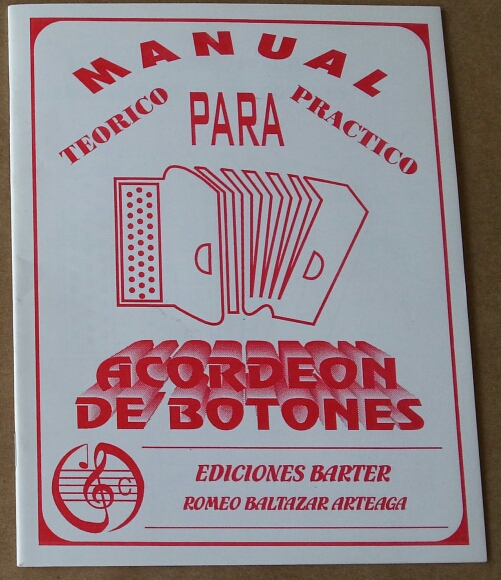 MANUAL
TEORICO PARA PRACTICO
ACORDEON
DE BOTONES
EDICIONES BARTER
ROMEO BALTAZAR ARTEAGA
C